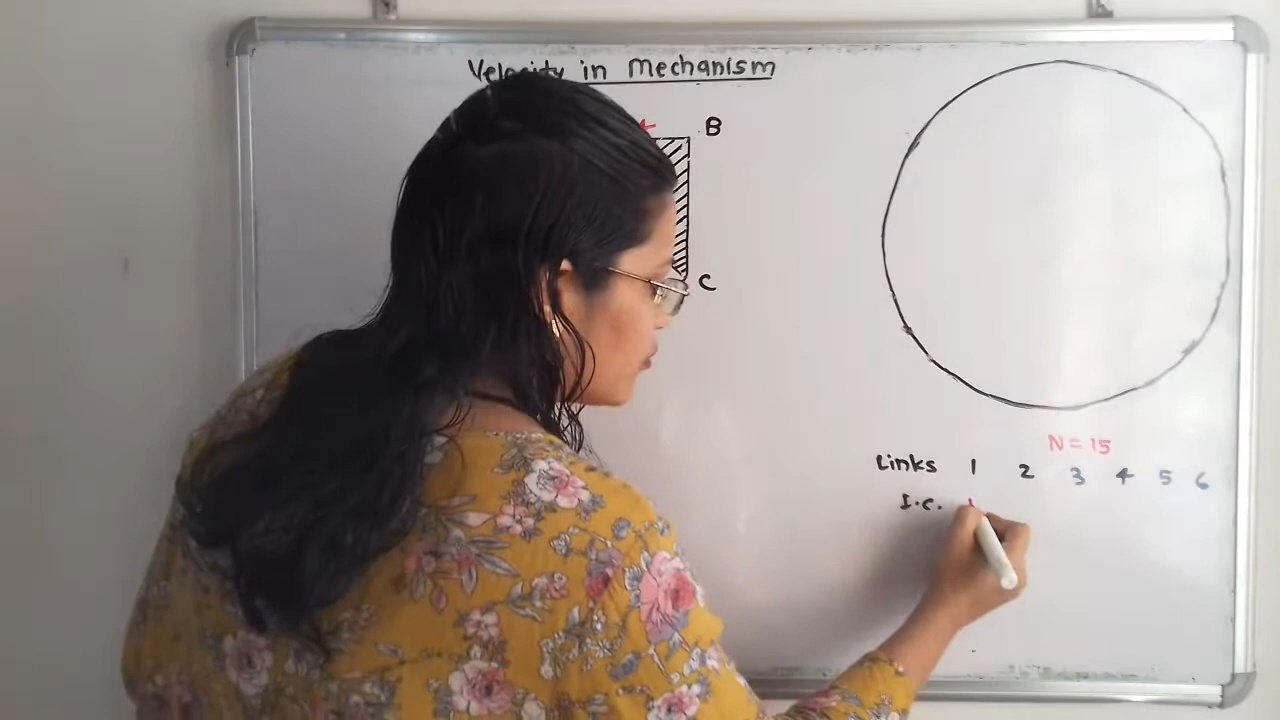 Velocity in Mechanism
B
C
N = 15
Links 1 2 3 4 5 6
I.C.